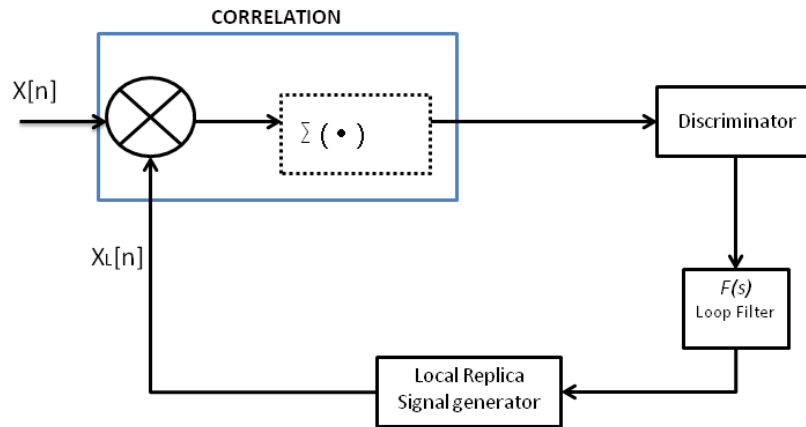 CORRELATION
X[n]
Σ (•)
Discriminator
XL[n]
F(s)
Loop Filter
Local Replica
Signal generator